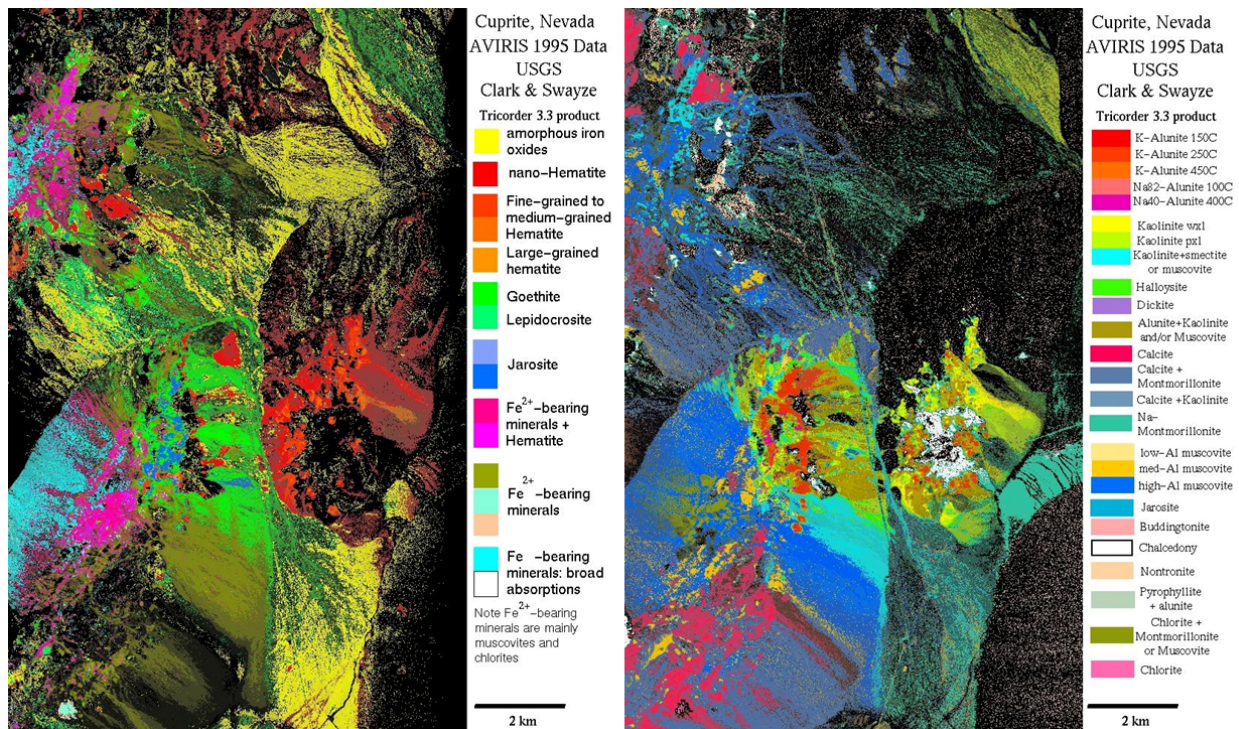 Cuprite, Nevada
AVIRIS 1995 Data
USGS
Clark & Swayze
Tricorder 3.3 product
amorphous iron
oxides
nano-Hematite
Fine-grained to
medium-grained
Hematite
Large-grained
hematite
Goethite
Lepidocrosite
Jarosite
Fe2+-bearing
minerals +
Hematite
2+
Fe -bearing
minerals
Fe -bearing
minerals: broad
absorptions
Note Fe2+-bearing
minerals are mainly
muscovites and
chlorites
2 km
Cuprite, Nevada
AVIRIS 1995 Data
USGS
Clark & Swayze
Tricorder 3.3 product
K-Alunite 150C
K-Alunite 250C
K-Alunite 450C
Na82-Alunite 100C
Na40-Alunite 400C
Kaolinite wxl
Kaolinite pxl
Kaolinite+smectite
or muscovite
Halloysite
Dickite
Alunite+Kaolinite
and/or Muscovite
Calcite
Calcite +
Montmorillonite
Calcite +Kaolinite
Na-
Montmorillonite
low-Al muscovite
med-Al muscovite
high-Al muscovite
Jarosite
Buddingtonite
Chalcedony
Nontronite
Pyrophyllite
+ alunite
Chlorite +
Montmorillonite
or Muscovite
Chlorite
2 km